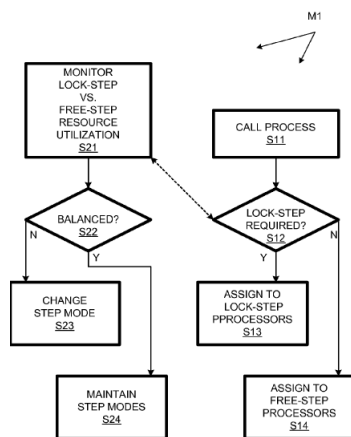 M1
MONITOR
LOCK-STEP
VS.
FREE-STEP
RESOURCE
UTILIZATION
S21
BALANCED?
S22
N
Y
CHANGE
STEP MODE
S23
MAINTAIN
STEP MODES
S24
CALL PROCESS
S11
LOCK-STEP
REQUIRED?
S12
Y
N
ASSIGN TO
LOCK-STEP
PPROCESSORS
S13
ASSIGN TO
FREE-STEP
PROCESSORS
S14